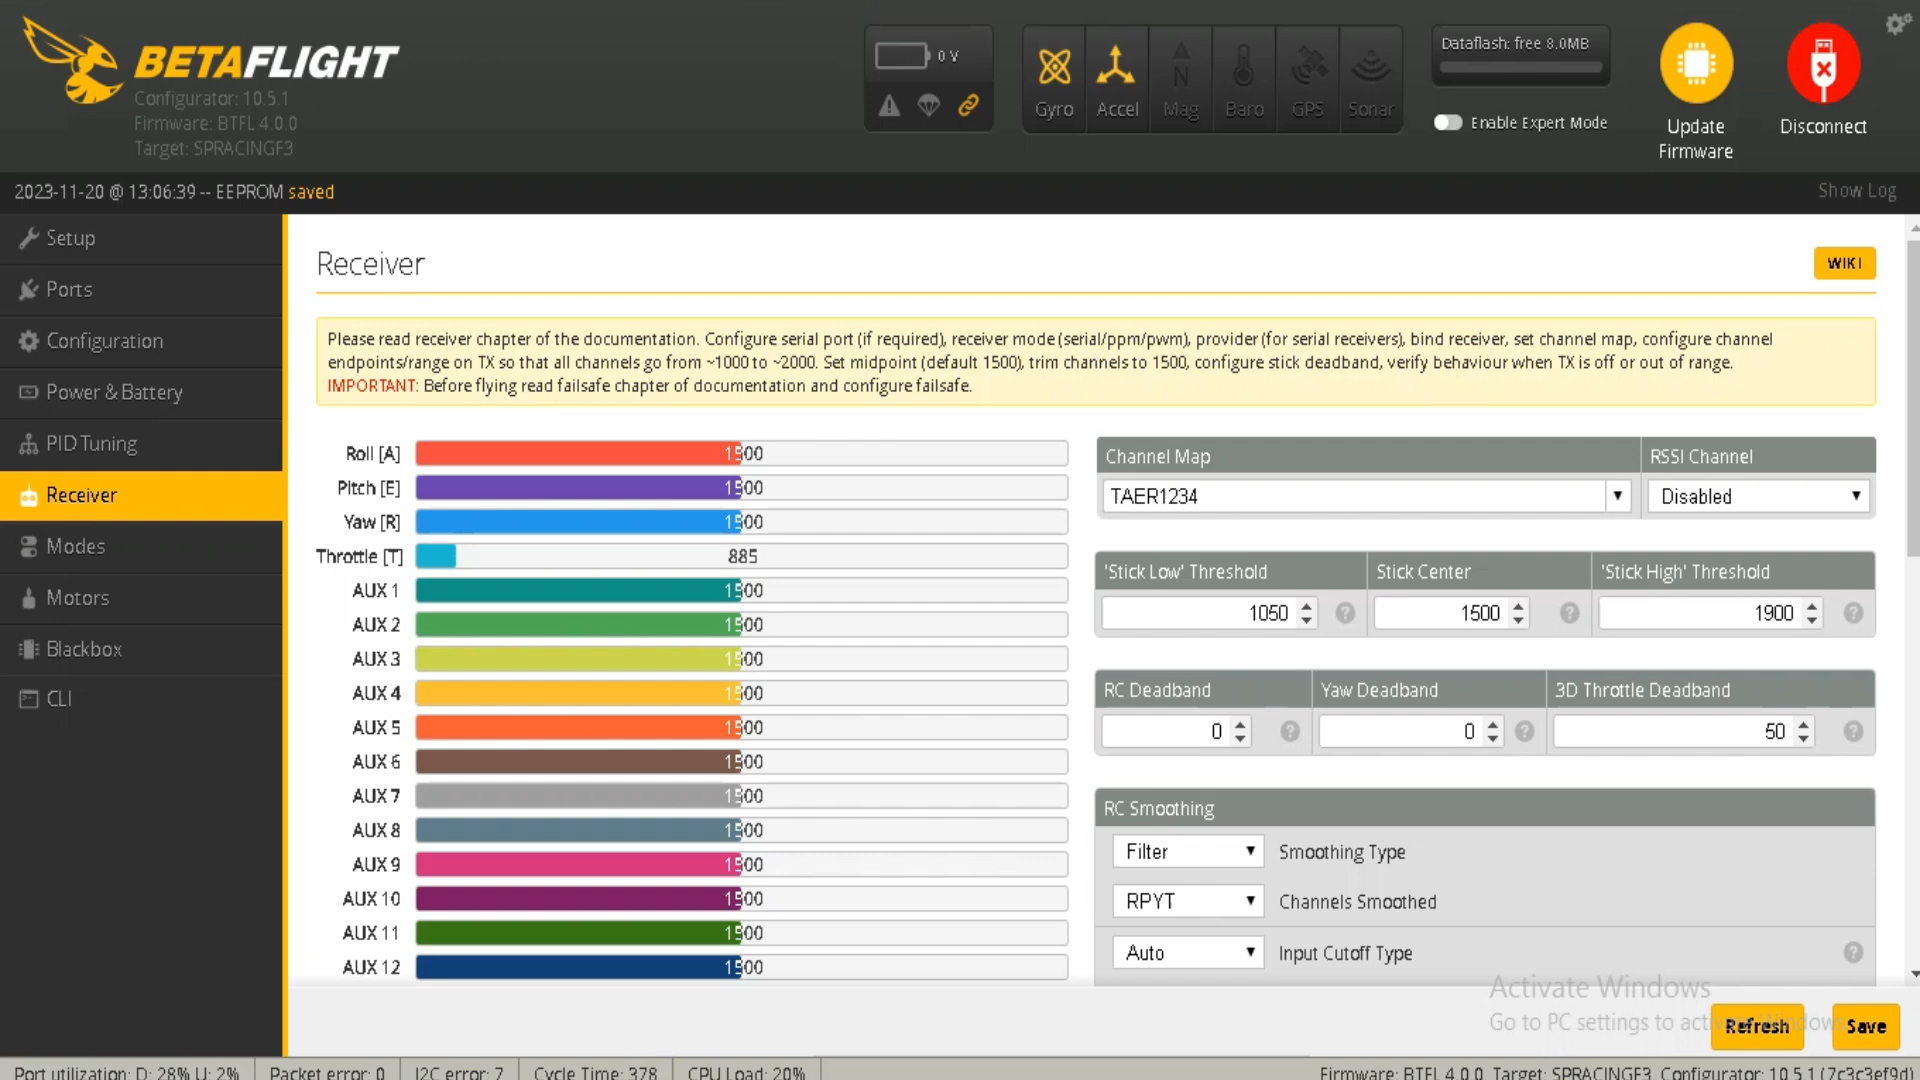 BETAFLIGHT
Configurator: 10.5.1
Firmware: BTFL 4.0.0
Target: SPRACINGF3
0 V
Gyro Accel Mag Baro GPS Sonar
Dataflash: free 8.0MB
Enable Expert Mode
Update Firmware
Disconnect
2023-11-20 @ 13:06:39 -- EEPROM saved
Show Log
Setup
Ports
Configuration
Power & Battery
PID Tuning
Receiver
Modes
Motors
Blackbox
CLI
Receiver
WIKI
Please read receiver chapter of the documentation. Configure serial port (if required), receiver mode (serial/ppm/pwm), provider (for serial receivers), bind receiver, set channel map, configure channel
endpoints/range on TX so that all channels go from ~1000 to ~2000. Set midpoint (default 1500), trim channels to 1500, configure stick deadband, verify behaviour when TX is off or out of range.
IMPORTANT: Before flying read failsafe chapter of documentation and configure failsafe.
Roll [A] 1500
Pitch [E] 1500
Yaw [R] 1500
Throttle [T] 885
AUX 1 1500
AUX 2 1500
AUX 3 1500
AUX 4 1500
AUX 5 1500
AUX 6 1500
AUX 7 1500
AUX 8 1500
AUX 9 1500
AUX 10 1500
AUX 11 1500
AUX 12 1500
Channel Map RSSI Channel
TAER1234 Disabled
'Stick Low' Threshold Stick Center 'Stick High' Threshold
1050 1500 1900
RC Deadband Yaw Deadband 3D Throttle Deadband
0 0 50
RC Smoothing
Filter Smoothing Type
RPYT Channels Smoothed
Auto Input Cutoff Type
Activate Windows
Go to PC settings to activate Windows.
Refresh Save
Port utilization: D: 28% U: 2% Packet error: 0 I2C error: 7 Cycle Time: 378 CPU Load: 20% Firmware: BTFL 4.0.0, Target: SPRACINGF3, Configurator: 10.5.1 (7c3c3ef9d)